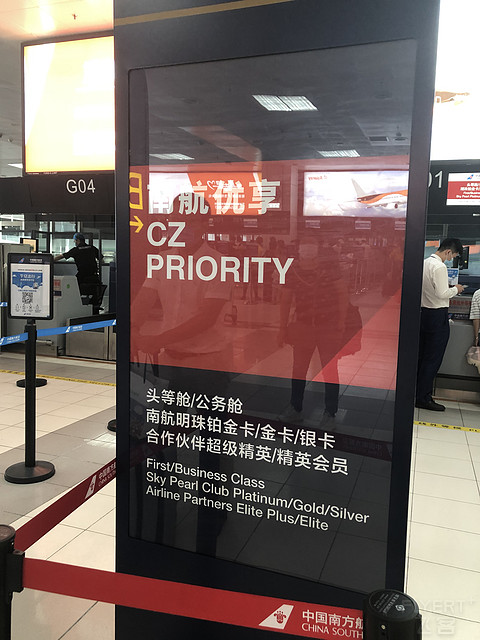 G04
南航优享
CZ
PRIORITY
头等舱/公务舱
南航明珠铂金卡/金卡/银卡
合作伙伴超级精英/精英会员
First/Business Class
Sky Pearl Club Platinum/Gold/Silver
Airline Partners Elite Plus/Elite
中国南方航
CHINA SOUTH